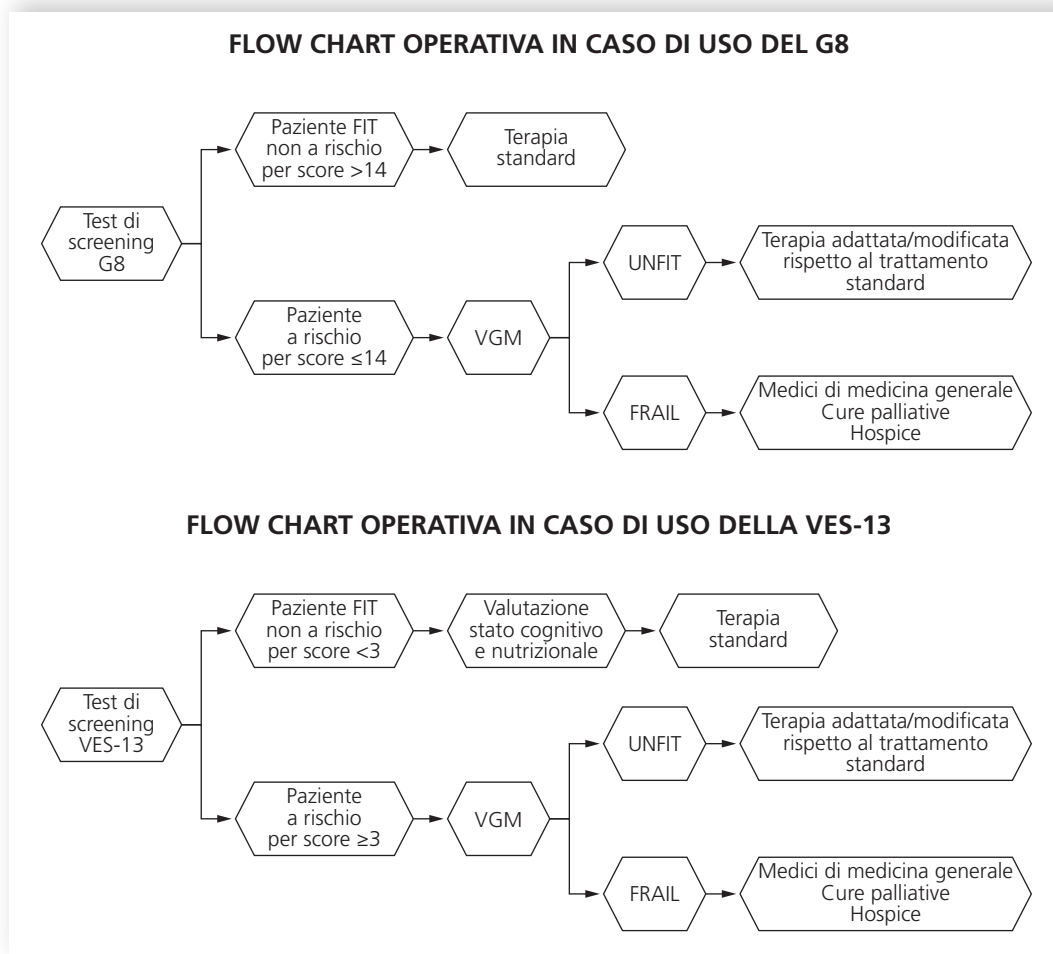 FLOW CHART OPERATIVA IN CASO DI USO DEL G8
Paziente FIT
non a rischio
per score >14
Terapia
standard
Test di
screening
G8
UNFIT
Terapia adattata/modificata
rispetto al trattamento
standard
Paziente
a rischio
per score ≤14
VGM
FRAIL
Medici di medicina generale
Cure palliative
Hospice
FLOW CHART OPERATIVA IN CASO DI USO DELLA VES-13
Paziente FIT
non a rischio
per score <3
Valutazione
stato cognitivo
e nutrizionale
Terapia
standard
Test di
screening
VES-13
UNFIT
Terapia adattata/modificata
rispetto al trattamento
standard
Paziente
a rischio
per score ≥3
VGM
FRAIL
Medici di medicina generale
Cure palliative
Hospice